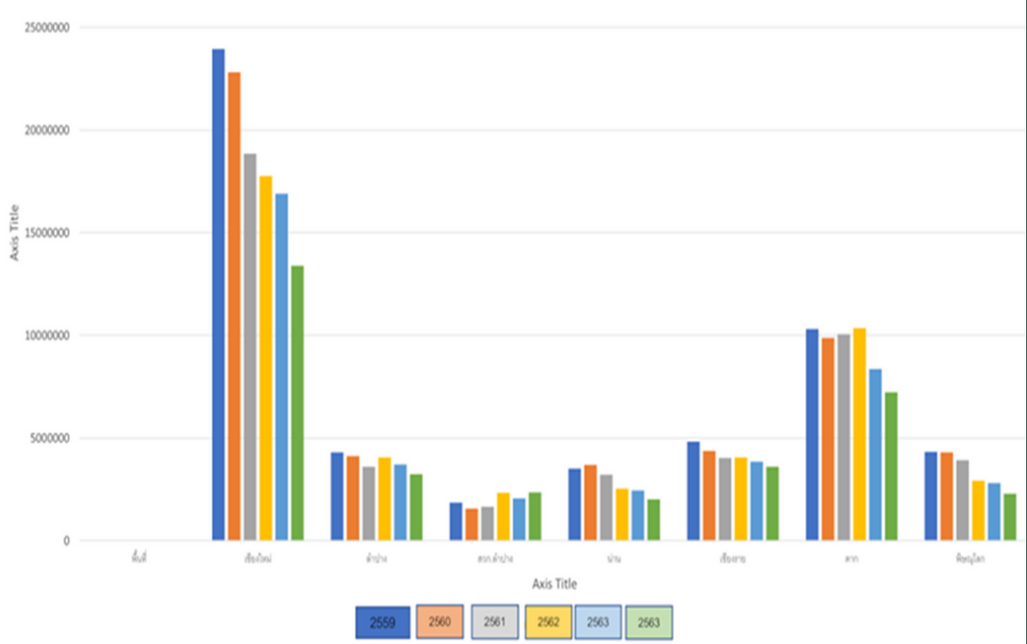 25000000
20000000
15000000
10000000
5000000
0
Axis Title
พื้นที่ เชียงใหม่ ลำปาง สวก.ลำปาง น่าน เชียงราย ตาก พิษณุโลก
Axis Title
2559 2560 2561 2562 2563 2563